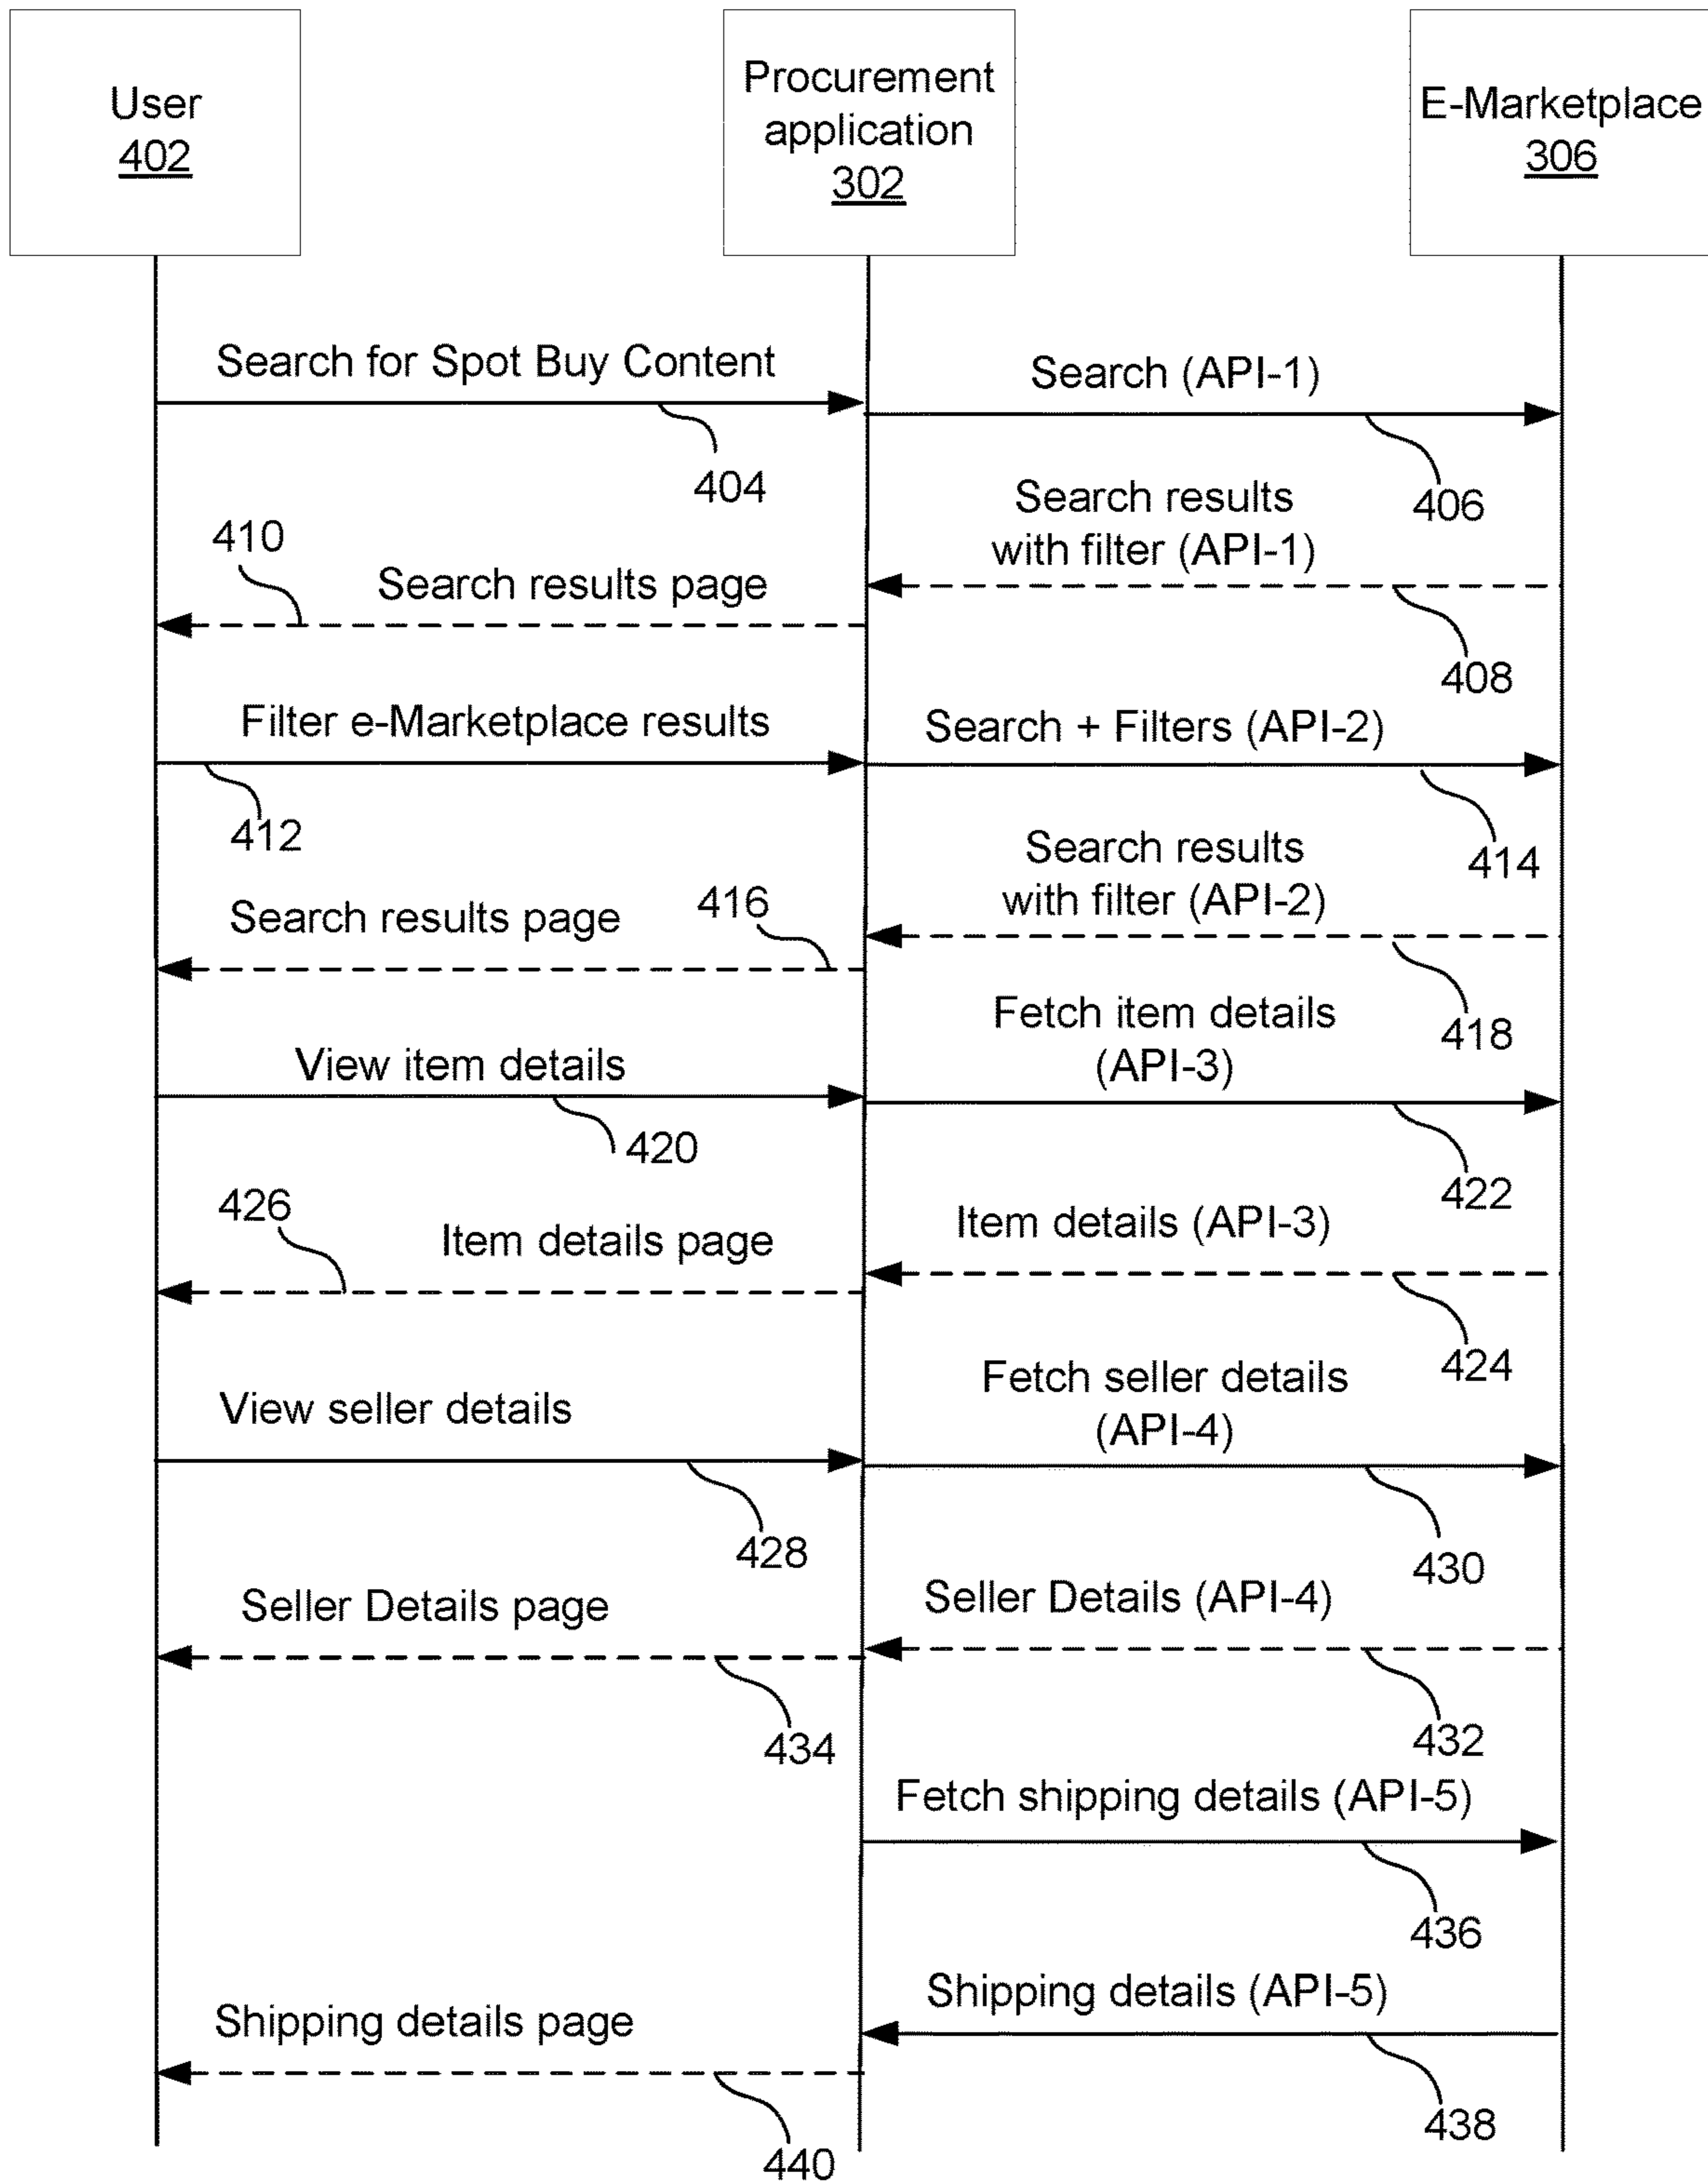 User
402
Procurement
application
302
E-Marketplace
306
Search for Spot Buy Content
404
Search (API-1)
406
Search results
with filter (API-1)
408
410
Search results page
Filter e-Marketplace results
412
Search + Filters (API-2)
414
Search results
with filter (API-2)
418
Search results page
416
View item details
420
Fetch item details
(API-3)
422
Item details (API-3)
424
426
Item details page
View seller details
428
Fetch seller details
(API-4)
430
Seller Details (API-4)
432
Seller Details page
434
Fetch shipping details (API-5)
436
Shipping details (API-5)
438
Shipping details page
440